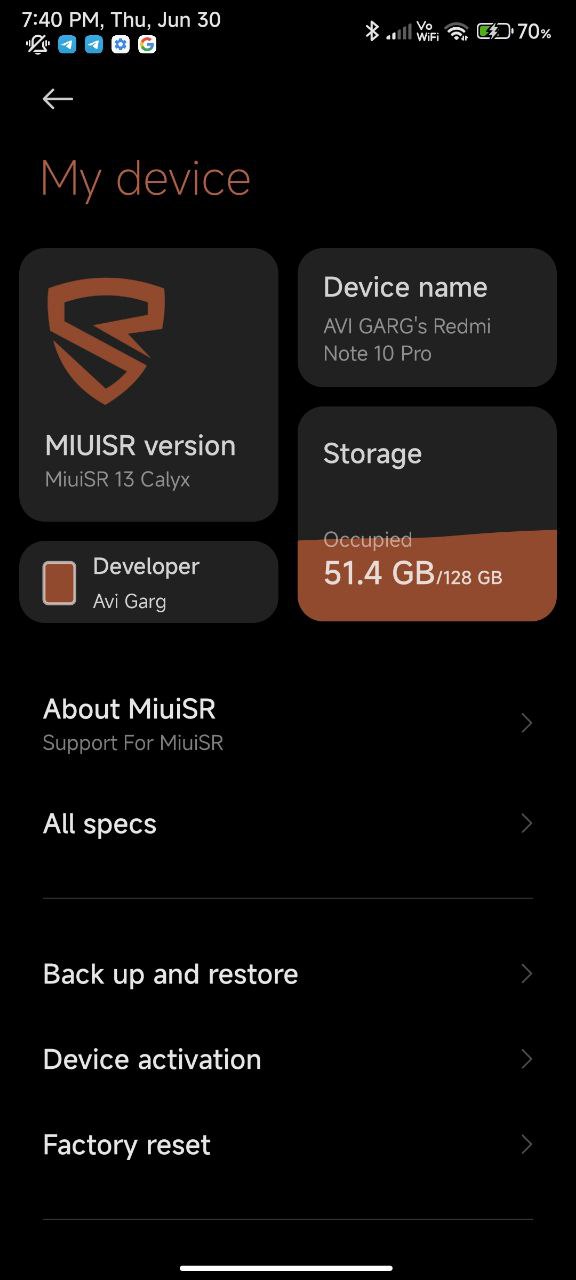 7:40 PM, Thu, Jun 30
Vo
WiFi
70%
My device
MIUISR version
MiuiSR 13 Calyx
Device name
AVI GARG's Redmi
Note 10 Pro
Storage
Occupied
51.4 GB/128 GB
Developer
Avi Garg
About MiuiSR
Support For MiuiSR
All specs
Back up and restore
Device activation
Factory reset